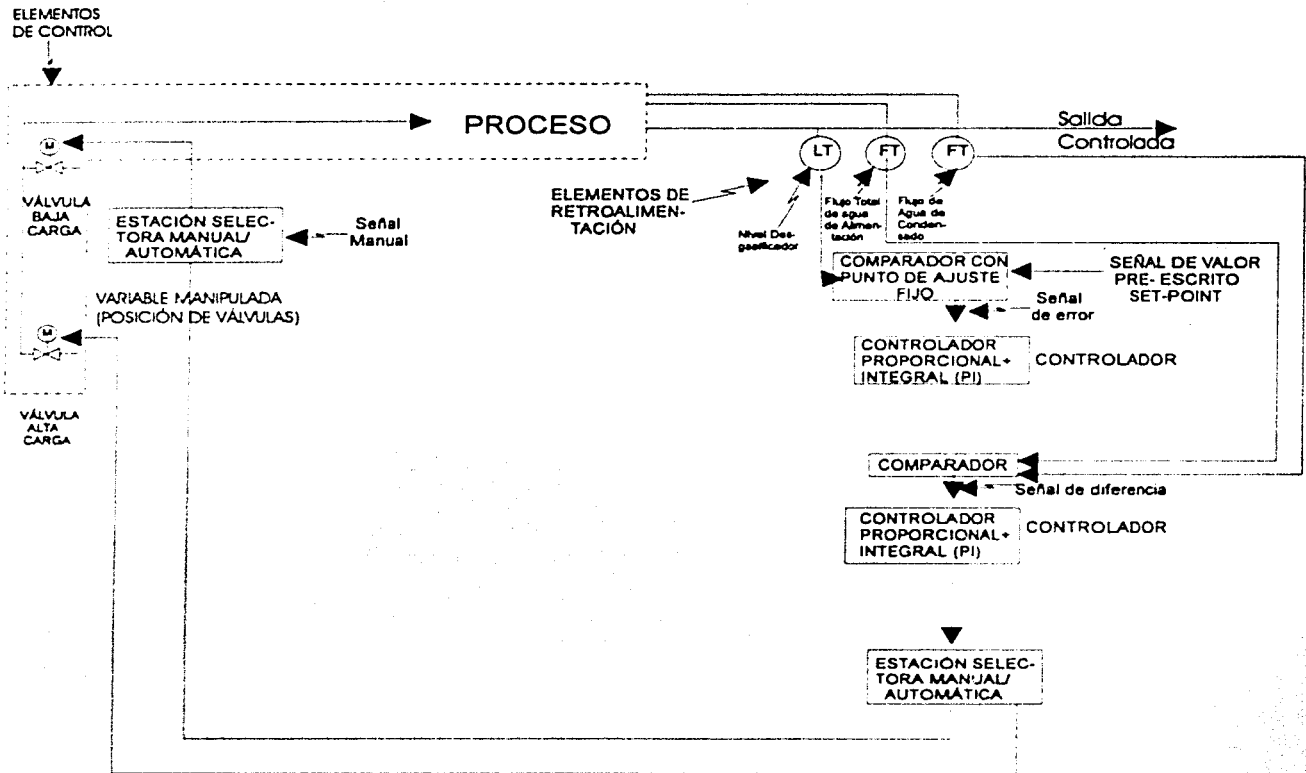 ELEMENTOS
DE CONTROL
PROCESO
Salida
Controlada
M
LT
FT
FT
VÁLVULA
BAJA
CARGA
ESTACIÓN SELEC-
TORA MANUAL/
AUTOMÁTICA
Señal
Manual
ELEMENTOS DE
RETROALIMEN-
TACIÓN
Nivel Des-
gasificador
Flujo Total
de agua
de Alimen-
tación
Flujo de
Agua de
Conden-
sado
COMPARADOR CON
PUNTO DE AJUSTE
FIJO
SEÑAL DE VALOR
PRE-ESCRITO
SET-POINT
Señal
de error
VARIABLE MANIPULADA
(POSICIÓN DE VÁLVULAS)
M
CONTROLADOR
PROPORCIONAL+
INTEGRAL (PI)
CONTROLADOR
VÁLVULA
ALTA
CARGA
COMPARADOR
Señal de diferencia
CONTROLADOR
PROPORCIONAL+
INTEGRAL (PI)
CONTROLADOR
ESTACIÓN SELEC-
TORA MANUAL/
AUTOMÁTICA